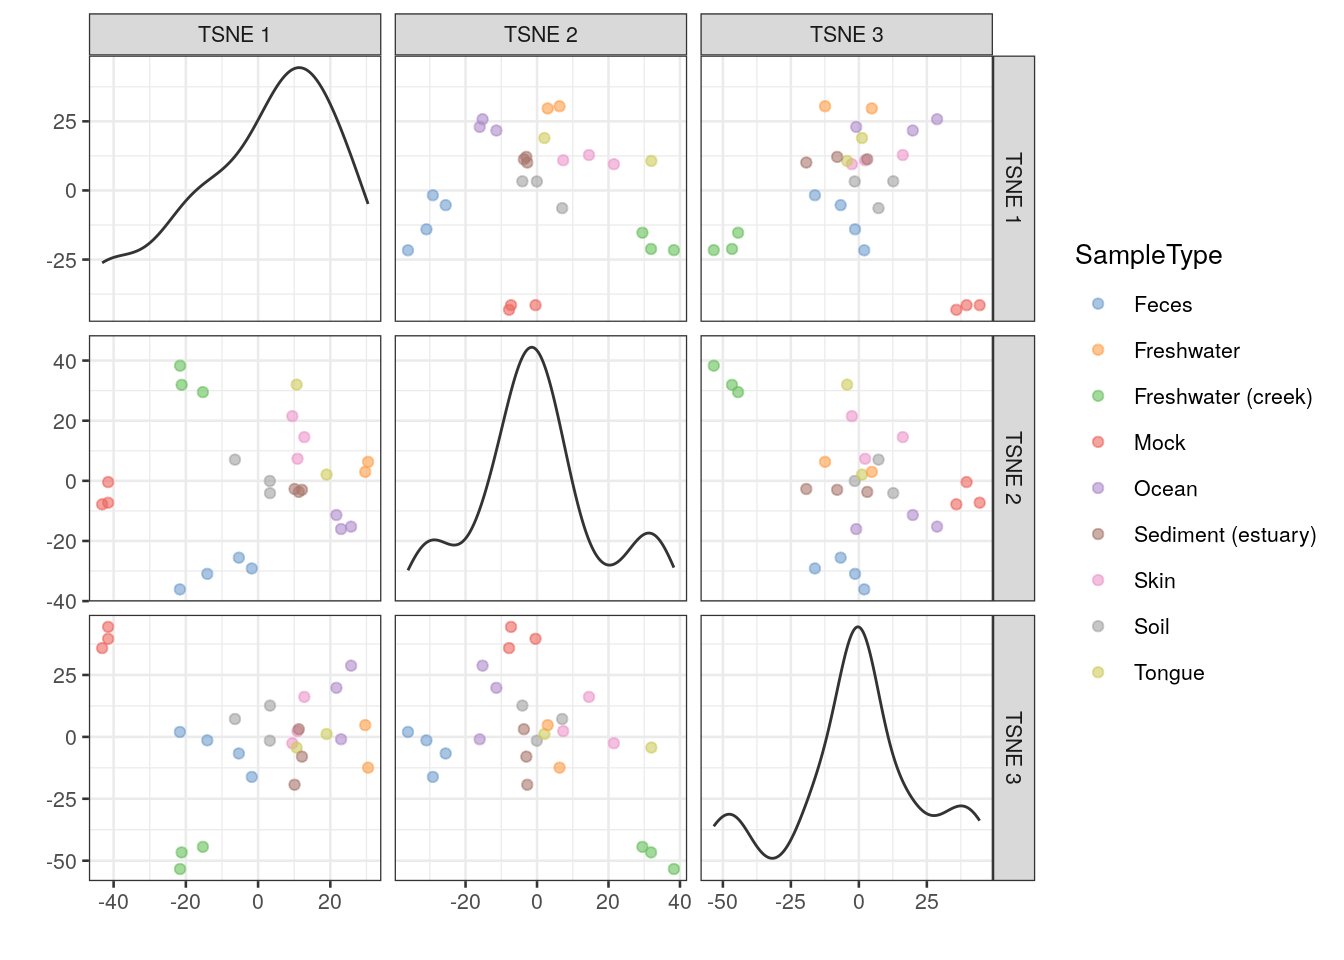 TSNE 1
TSNE 2
TSNE 3
25
0
-25
TSNE 1
40
20
0
-20
-40
TSNE 2
25
0
-25
-50
TSNE 3
-40
-20
0
20
-20
0
20
40
-50
-25
0
25
SampleType
Feces
Freshwater
Freshwater (creek)
Mock
Ocean
Sediment (estuary)
Skin
Soil
Tongue